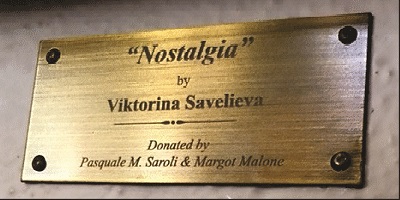 "Nostalgia"
by
Viktorina Savelieva
Donated by
Pasquale M. Saroli & Margot Malone